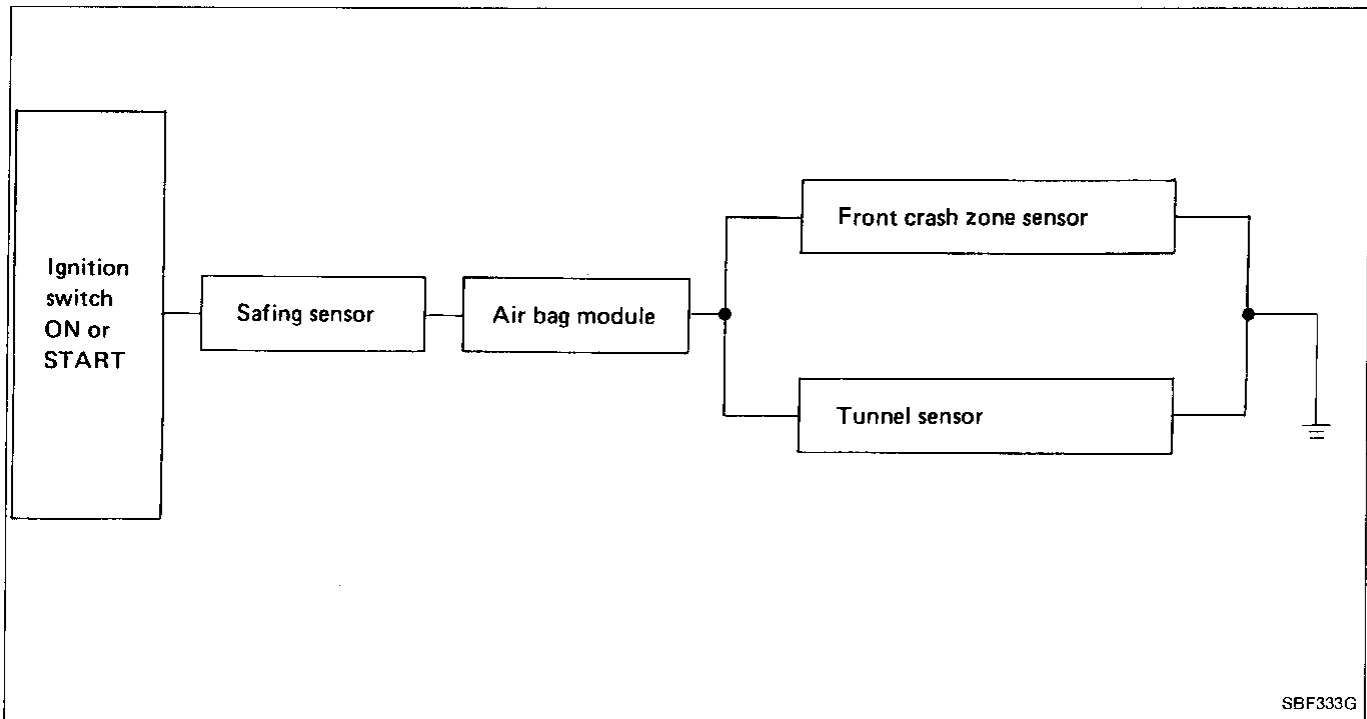 Ignition
switch
ON or
START
Safing sensor
Air bag module
Front crash zone sensor
Tunnel sensor
SBF333G